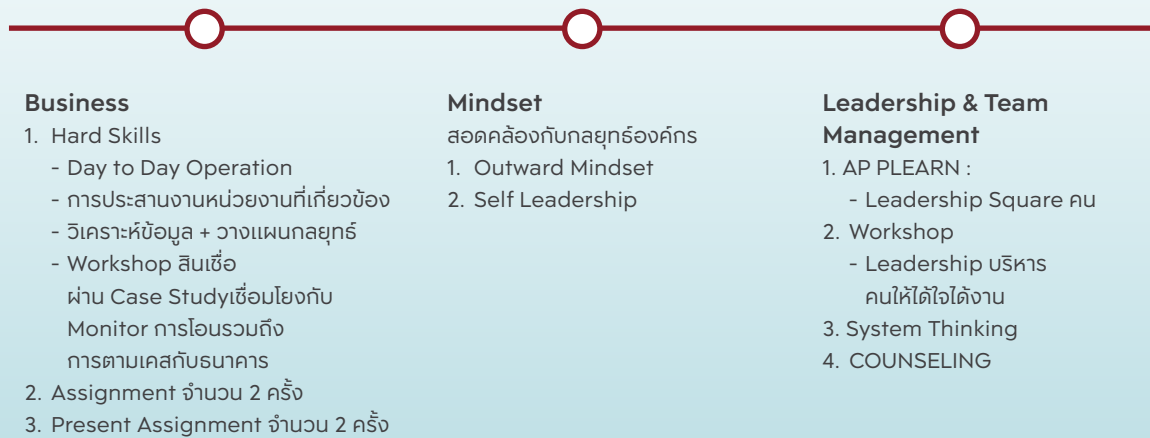 Business
1. Hard Skills
- Day to Day Operation
- การประสานงานหน่วยงานที่เกี่ยวข้อง
- วิเคราะห์ข้อมูล + วางแผนกลยุทธ์
- Workshop สินเชื่อ
ผ่าน Case Studyเชื่อมโยงกับ
Monitor การโอนรวมถึง
การตามเคสกับธนาคาร
2. Assignment จำนวน 2 ครั้ง
3. Present Assignment จำนวน 2 ครั้ง
Mindset
สอดคล้องกับกลยุทธ์องค์กร
1. Outward Mindset
2. Self Leadership
Leadership & Team
Management
1. AP PLEARN :
- Leadership Square คน
2. Workshop
- Leadership บริหาร
คนให้ได้ใจได้งาน
3. System Thinking
4. COUNSELING